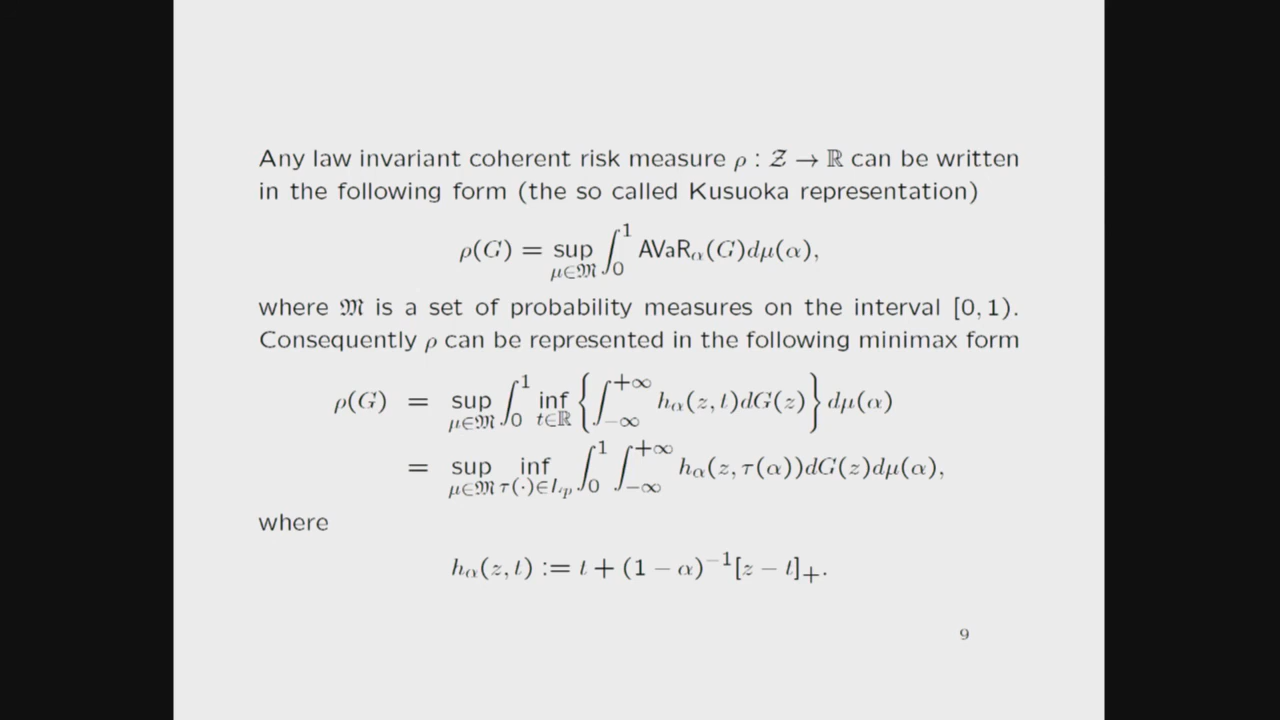 Any law invariant coherent risk measure ρ : 𝒵 → ℝ can be written
in the following form (the so called Kusuoka representation)
ρ(G) = sup_{μ∈𝔐} ∫_0^1 AVaR_α(G)dμ(α),
where 𝔐 is a set of probability measures on the interval [0, 1).
Consequently ρ can be represented in the following minimax form
ρ(G) = sup_{μ∈𝔐} ∫_0^1 inf_{t∈ℝ} { ∫_{−∞}^{+∞} h_α(z, t)dG(z) } dμ(α)
= sup_{μ∈𝔐} inf_{τ(·)∈L_p} ∫_0^1 ∫_{−∞}^{+∞} h_α(z, τ(α))dG(z)dμ(α),
where
h_α(z, t) := t + (1 − α)^{−1}[z − t]_+.
9